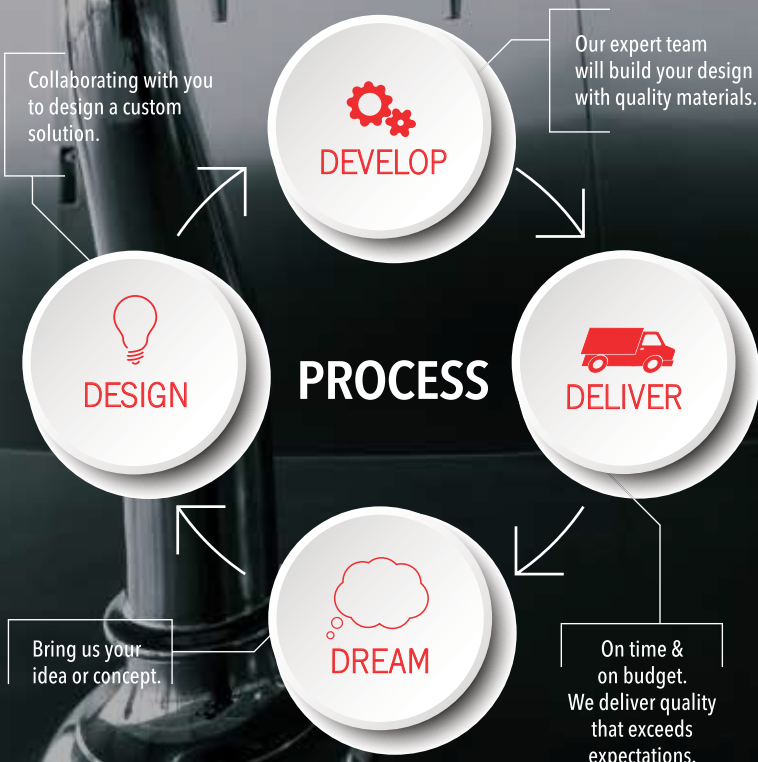 Our expert team
will build your design
with quality materials.
Collaborating with you
to design a custom
solution.
DEVELOP
DESIGN
PROCESS
DELIVER
DREAM
Bring us your
idea or concept.
On time &
on budget.
We deliver quality
that exceeds
expectations.